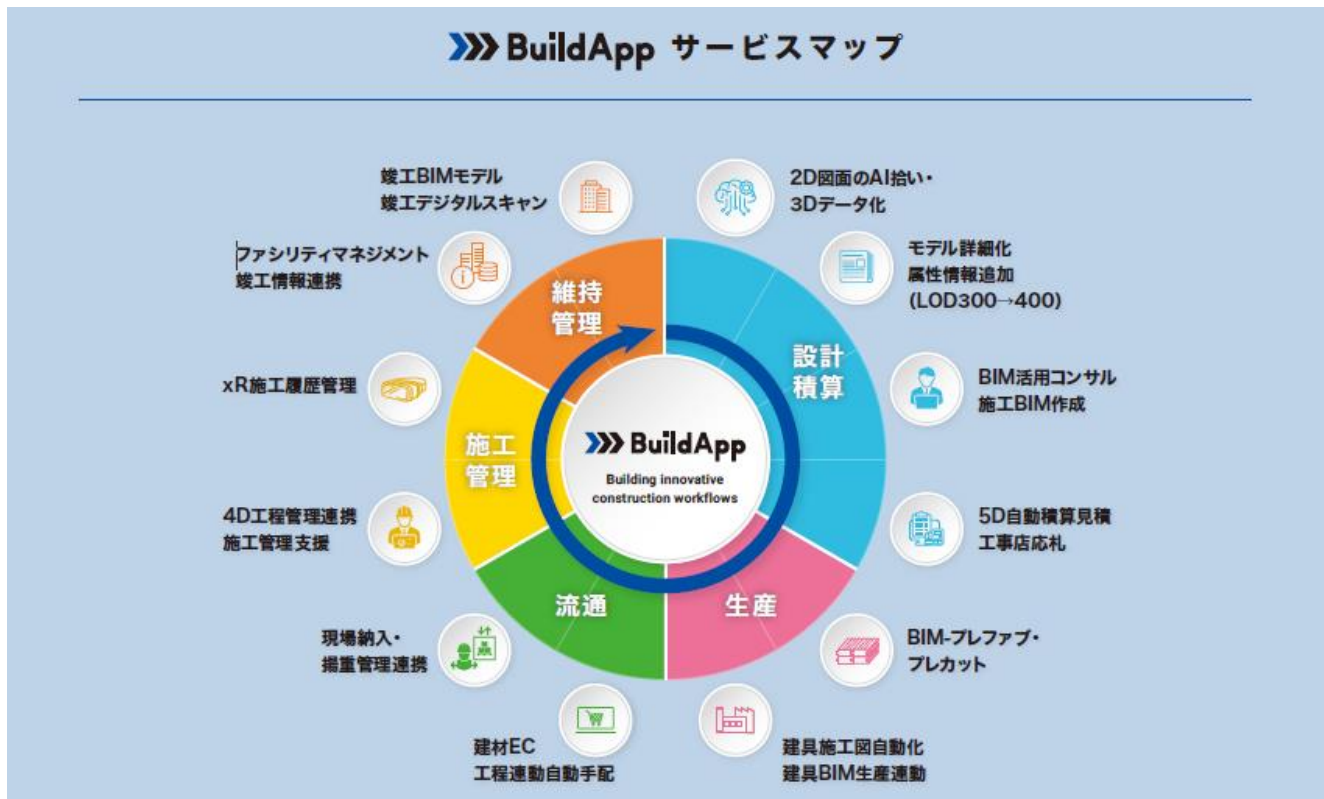 BuildApp サービスマップ
竣工BIMモデル
竣工デジタルスキャン
2D図面のAI拾い・
3Dデータ化
ファシリティマネジメント
竣工情報連携
モデル詳細化
属性情報追加
(LOD300→400)
維持
管理
設計
積算
xR施工履歴管理
BIM活用コンサル
施工BIM作成
施工
管理
BuildApp
Building innovative
construction workflows
4D工程管理連携
施工管理支援
5D自動積算見積
工事店応札
流通
生産
現場納入・
揚重管理連携
BIM-プレファブ・
プレカット
建材EC
工程連動自動手配
建具施工図自動化
建具BIM生産連動